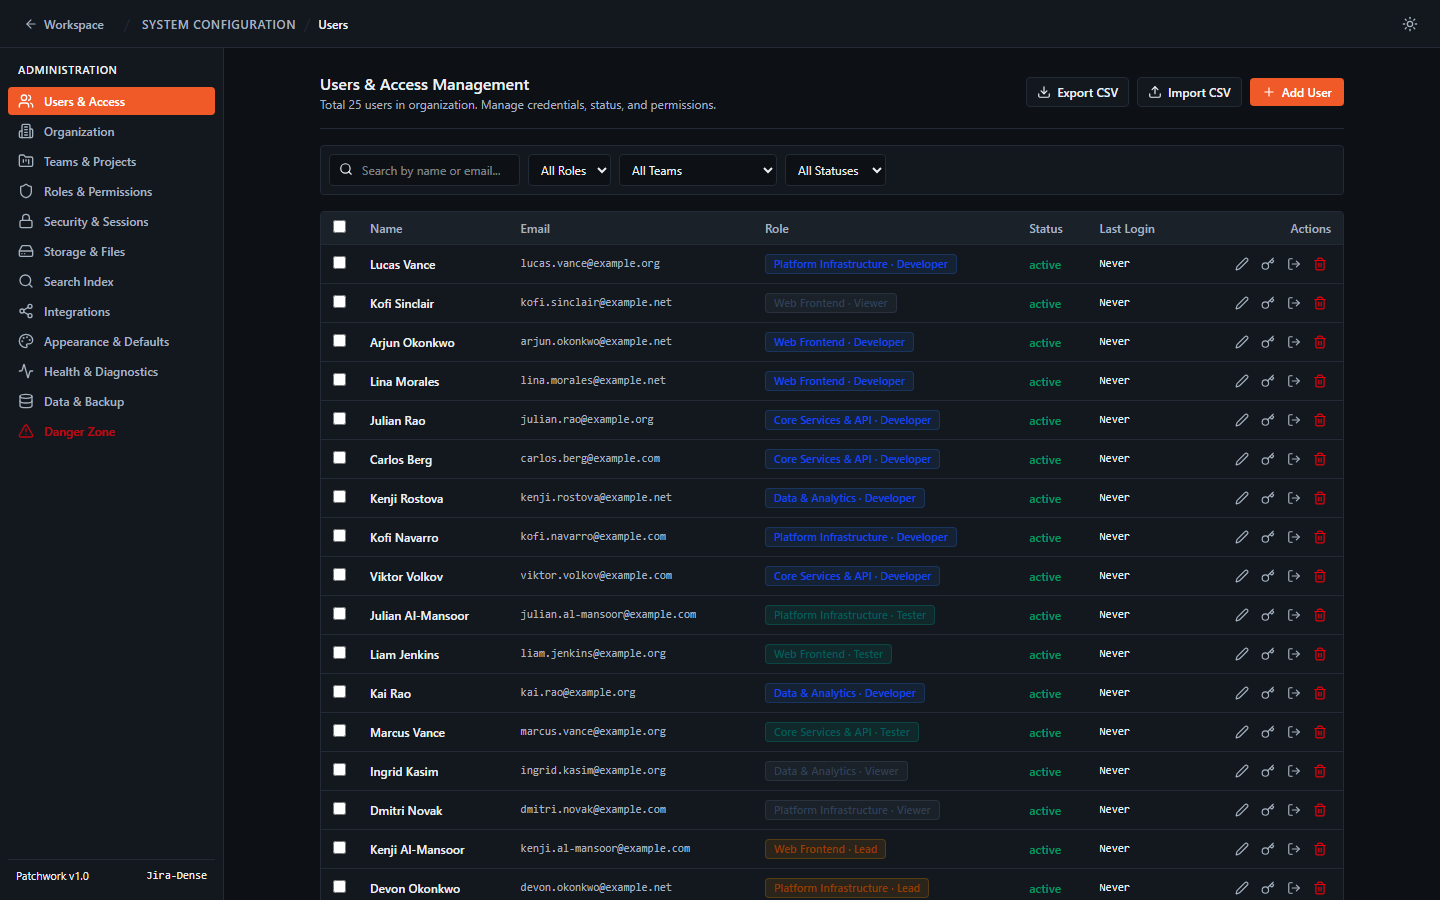 Workspace / SYSTEM CONFIGURATION / Users
ADMINISTRATION
Users & Access
Organization
Teams & Projects
Roles & Permissions
Security & Sessions
Storage & Files
Search Index
Integrations
Appearance & Defaults
Health & Diagnostics
Data & Backup
Danger Zone
Patchwork v1.0 Jira-Dense
Users & Access Management
Total 25 users in organization. Manage credentials, status, and permissions.
Export CSV Import CSV Add User
Search by name or email... All Roles All Teams All Statuses
Name Email Role Status Last Login Actions
Lucas Vance lucas.vance@example.org Platform Infrastructure · Developer active Never
Kofi Sinclair kofi.sinclair@example.net Web Frontend · Viewer active Never
Arjun Okonkwo arjun.okonkwo@example.net Web Frontend · Developer active Never
Lina Morales lina.morales@example.net Web Frontend · Developer active Never
Julian Rao julian.rao@example.org Core Services & API · Developer active Never
Carlos Berg carlos.berg@example.com Core Services & API · Developer active Never
Kenji Rostova kenji.rostova@example.net Data & Analytics · Developer active Never
Kofi Navarro kofi.navarro@example.com Platform Infrastructure · Developer active Never
Viktor Volkov viktor.volkov@example.com Core Services & API · Developer active Never
Julian Al-Mansoor julian.al-mansoor@example.com Platform Infrastructure · Tester active Never
Liam Jenkins liam.jenkins@example.org Web Frontend · Tester active Never
Kai Rao kai.rao@example.org Data & Analytics · Developer active Never
Marcus Vance marcus.vance@example.org Core Services & API · Tester active Never
Ingrid Kasim ingrid.kasim@example.org Data & Analytics · Viewer active Never
Dmitri Novak dmitri.novak@example.com Platform Infrastructure · Viewer active Never
Kenji Al-Mansoor kenji.al-mansoor@example.com Web Frontend · Lead active Never
Devon Okonkwo devon.okonkwo@example.net Platform Infrastructure · Lead active Never